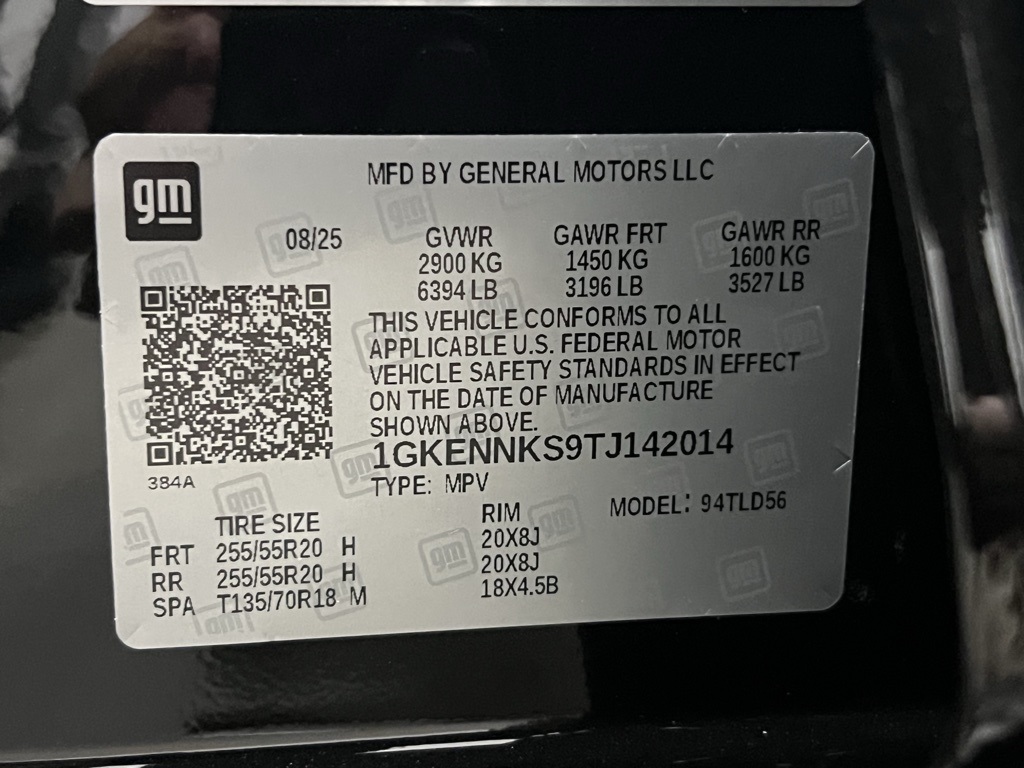 gm
MFD BY GENERAL MOTORS LLC
08/25 GVWR GAWR FRT GAWR RR
2900 KG 1450 KG 1600 KG
6394 LB 3196 LB 3527 LB
THIS VEHICLE CONFORMS TO ALL
APPLICABLE U.S. FEDERAL MOTOR
VEHICLE SAFETY STANDARDS IN EFFECT
ON THE DATE OF MANUFACTURE
SHOWN ABOVE.
1GKENNKS9TJ142014
384A
TYPE: MPV
MODEL: 94TLD56
TIRE SIZE RIM
FRT 255/55R20 H 20X8J
RR 255/55R20 H 20X8J
SPA T135/70R18 M 18X4.5B